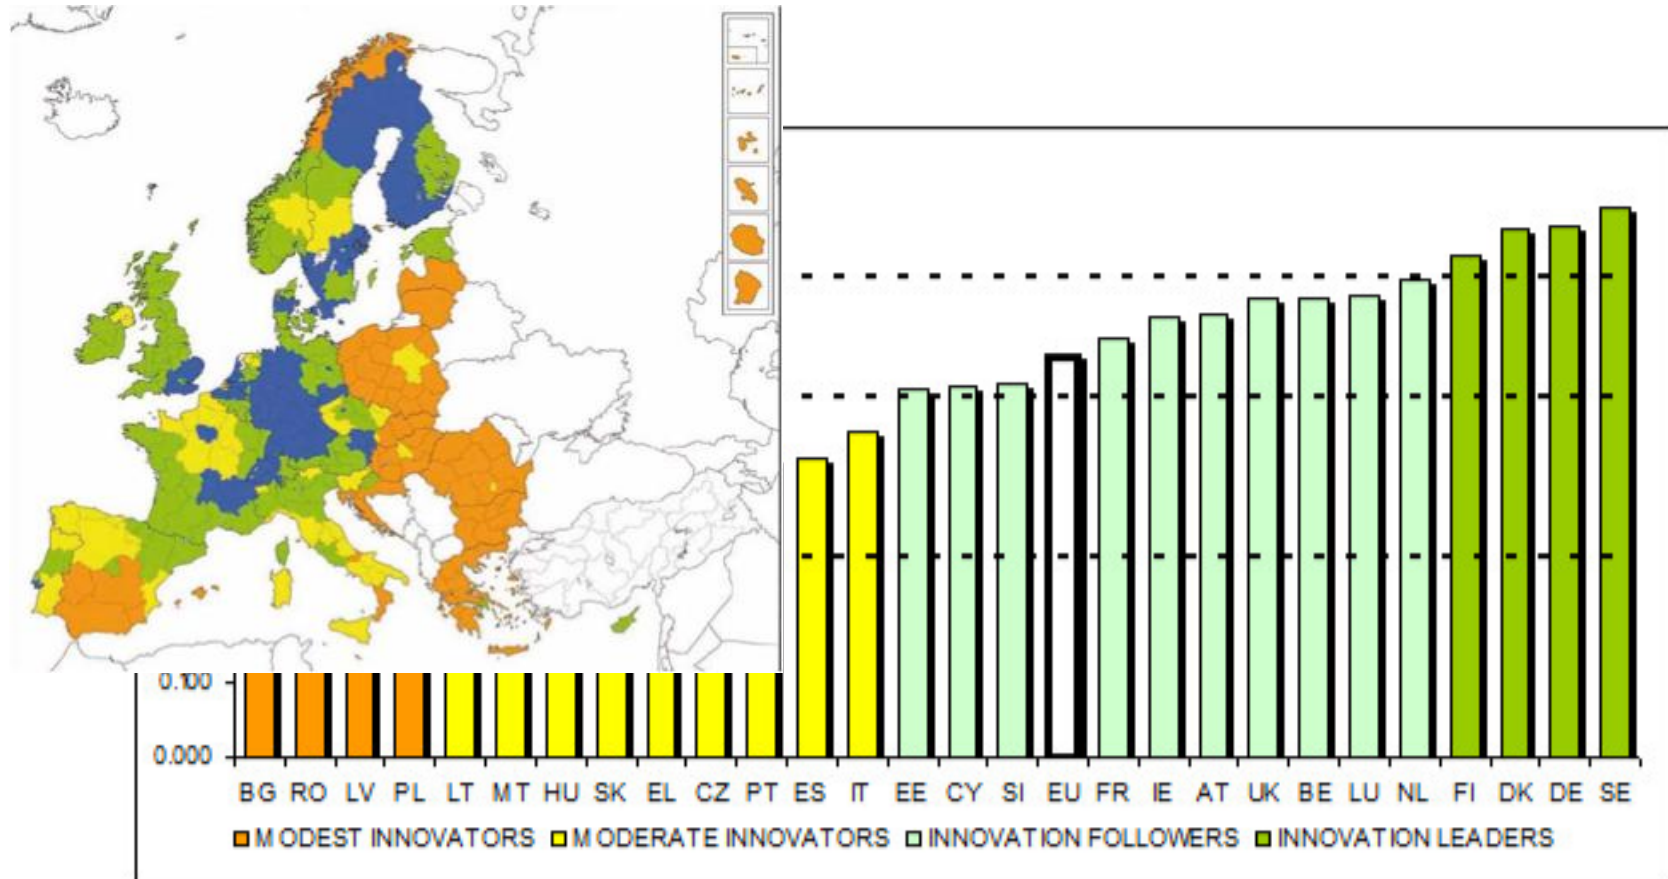 0.100
0.000
BG RO LV PL LT MT HU SK EL CZ PT ES IT EE CY SI EU FR IE AT UK BE LU NL FI DK DE SE
MODEST INNOVATORS MODERATE INNOVATORS INNOVATION FOLLOWERS INNOVATION LEADERS